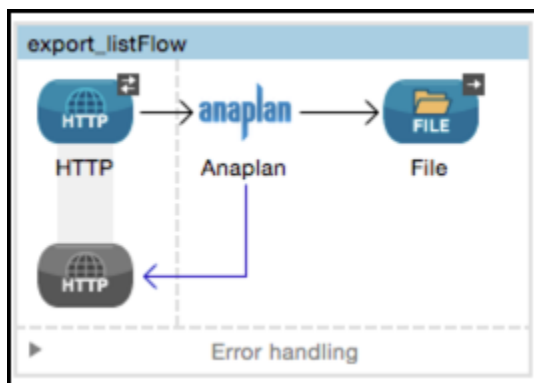 export_listFlow
HTTP
anaplan
FILE
HTTP
Anaplan
File
HTTP
Error handling